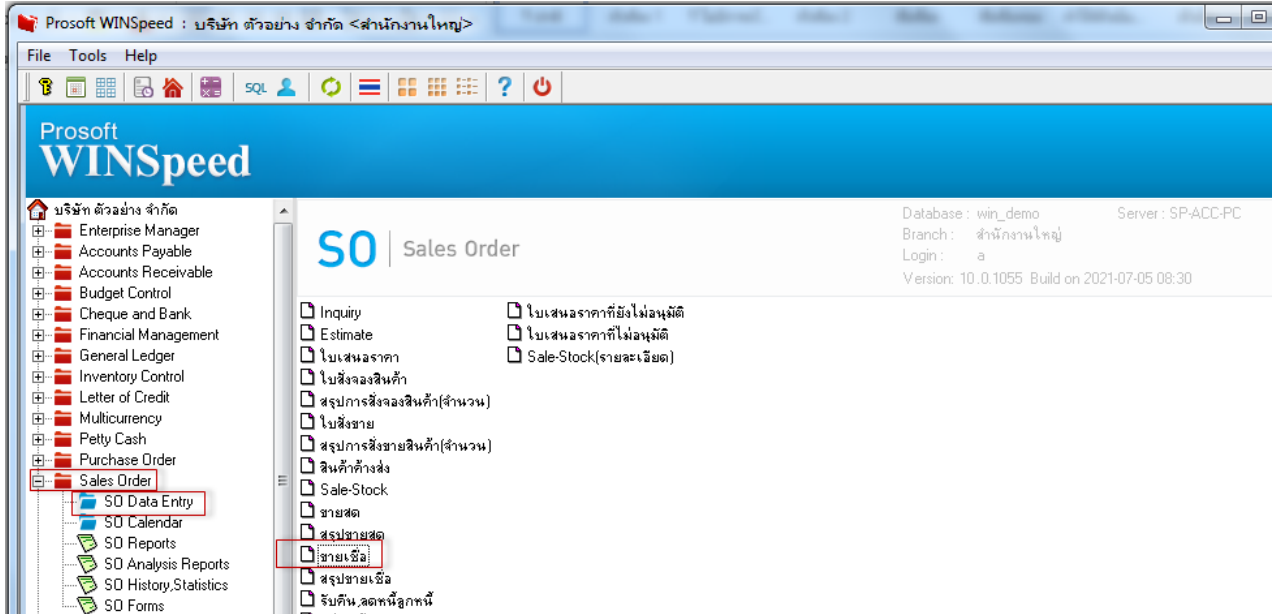 Prosoft WINSpeed : บริษัท ตัวอย่าง จำกัด <สำนักงานใหญ่>
File Tools Help
SQL
Prosoft
WINSpeed
บริษัท ตัวอย่าง จำกัด
Enterprise Manager
Accounts Payable
Accounts Receivable
Budget Control
Cheque and Bank
Financial Management
General Ledger
Inventory Control
Letter of Credit
Multicurrency
Petty Cash
Purchase Order
Sales Order
SO Data Entry
SO Calendar
SO Reports
SO Analysis Reports
SO History,Statistics
SO Forms
SO Sales Order
Database : win_demo Server : SP-ACC-PC
Branch : สำนักงานใหญ่
Login : a
Version: 10.0.1055 Build on 2021-07-05 08:30
Inquiry
Estimate
ใบเสนอราคา
ใบสั่งจองสินค้า
สรุปการสั่งจองสินค้า(จำนวน)
ใบสั่งขาย
สรุปการสั่งขายสินค้า(จำนวน)
สินค้าค้างส่ง
Sale-Stock
ขายสด
สรุปขายสด
ขายเชื่อ
สรุปขายเชื่อ
รับคืน,ลดหนี้ลูกหนี้
ใบเสนอราคาที่ยังไม่อนุมัติ
ใบเสนอราคาที่ไม่อนุมัติ
Sale-Stock(รายละเอียด)